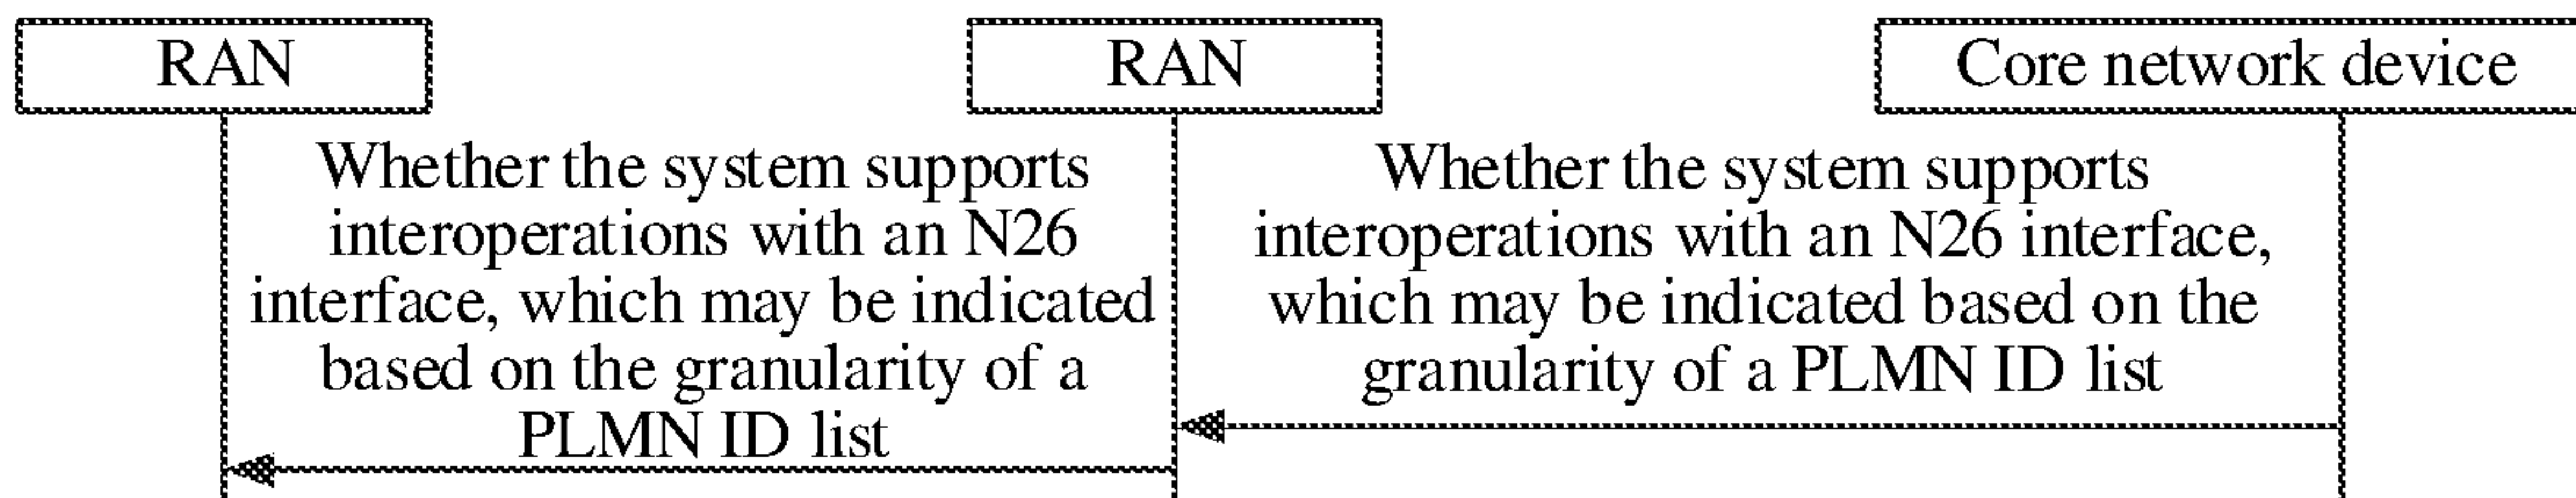 RAN
RAN
Core network device
Whether the system supports
interoperations with an N26
interface, which may be indicated
based on the granularity of a
PLMN ID list
Whether the system supports
interoperations with an N26 interface,
which may be indicated based on the
granularity of a PLMN ID list